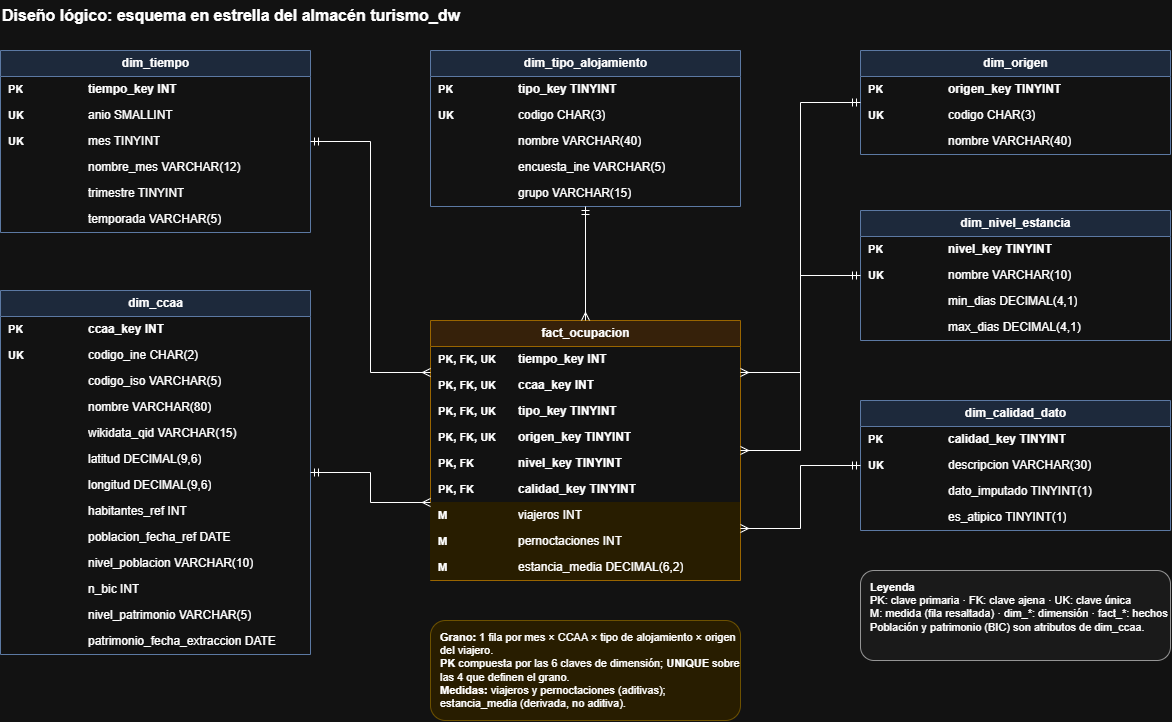 Diseño lógico: esquema en estrella del almacén turismo_dw
dim_tiempo
PK tiempo_key INT
UK anio SMALLINT
UK mes TINYINT
nombre_mes VARCHAR(12)
trimestre TINYINT
temporada VARCHAR(5)
dim_tipo_alojamiento
PK tipo_key TINYINT
UK codigo CHAR(3)
nombre VARCHAR(40)
encuesta_ine VARCHAR(5)
grupo VARCHAR(15)
dim_origen
PK origen_key TINYINT
UK codigo CHAR(3)
nombre VARCHAR(40)
dim_nivel_estancia
PK nivel_key TINYINT
UK nombre VARCHAR(10)
min_dias DECIMAL(4,1)
max_dias DECIMAL(4,1)
dim_ccaa
PK ccaa_key INT
UK codigo_ine CHAR(2)
codigo_iso VARCHAR(5)
nombre VARCHAR(80)
wikidata_qid VARCHAR(15)
latitud DECIMAL(9,6)
longitud DECIMAL(9,6)
habitantes_ref INT
poblacion_fecha_ref DATE
nivel_poblacion VARCHAR(10)
n_bic INT
nivel_patrimonio VARCHAR(5)
patrimonio_fecha_extraccion DATE
fact_ocupacion
PK, FK, UK tiempo_key INT
PK, FK, UK ccaa_key INT
PK, FK, UK tipo_key TINYINT
PK, FK, UK origen_key TINYINT
PK, FK nivel_key TINYINT
PK, FK calidad_key TINYINT
M viajeros INT
M pernoctaciones INT
M estancia_media DECIMAL(6,2)
dim_calidad_dato
PK calidad_key TINYINT
UK descripcion VARCHAR(30)
dato_imputado TINYINT(1)
es_atipico TINYINT(1)
Leyenda
PK: clave primaria · FK: clave ajena · UK: clave única
M: medida (fila resaltada) · dim_*: dimensión · fact_*: hechos
Población y patrimonio (BIC) son atributos de dim_ccaa.
Grano: 1 fila por mes × CCAA × tipo de alojamiento × origen
del viajero.
PK compuesta por las 6 claves de dimensión; UNIQUE sobre
las 4 que definen el grano.
Medidas: viajeros y pernoctaciones (aditivas);
estancia_media (derivada, no aditiva).